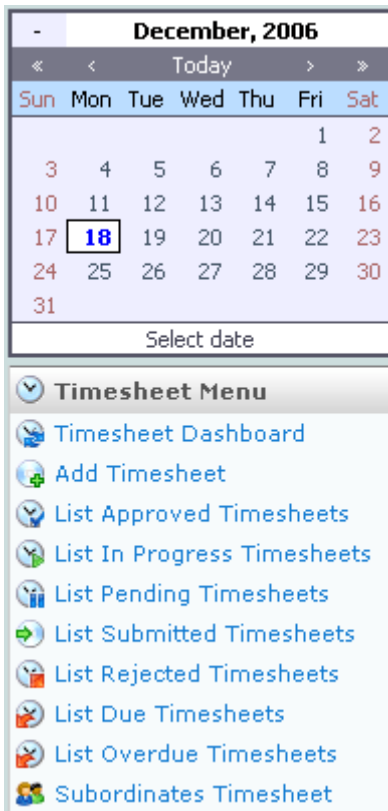 - December, 2006
« ‹ Today › »
Sun Mon Tue Wed Thu Fri Sat
1 2
3 4 5 6 7 8 9
10 11 12 13 14 15 16
17 18 19 20 21 22 23
24 25 26 27 28 29 30
31
Select date
Timesheet Menu
Timesheet Dashboard
Add Timesheet
List Approved Timesheets
List In Progress Timesheets
List Pending Timesheets
List Submitted Timesheets
List Rejected Timesheets
List Due Timesheets
List Overdue Timesheets
Subordinates Timesheet